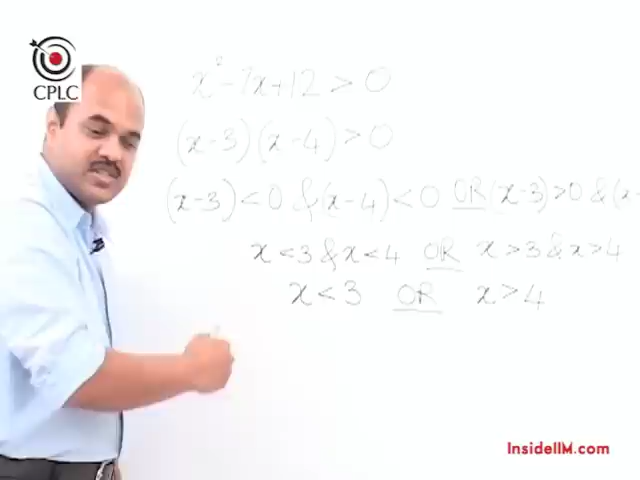 CPLC
x² - 7x + 12 > 0
(x - 3) (x - 4) > 0
(x - 3) < 0 & (x - 4) < 0 OR (x - 3) > 0 & (x
x < 3 & x < 4 OR x > 3 & x > 4
x < 3 OR x > 4
InsideIIM.com